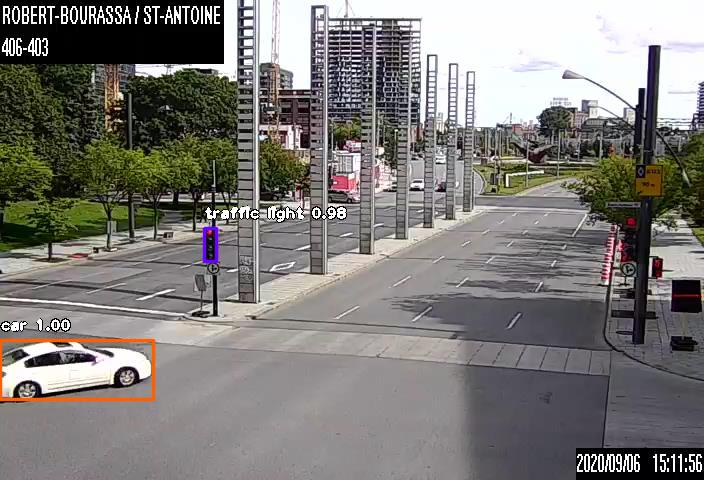 ROBERT-BOURASSA / ST-ANTOINE
406-403
traffic light 0.98
car 1.00
2020/09/06 15:11:56